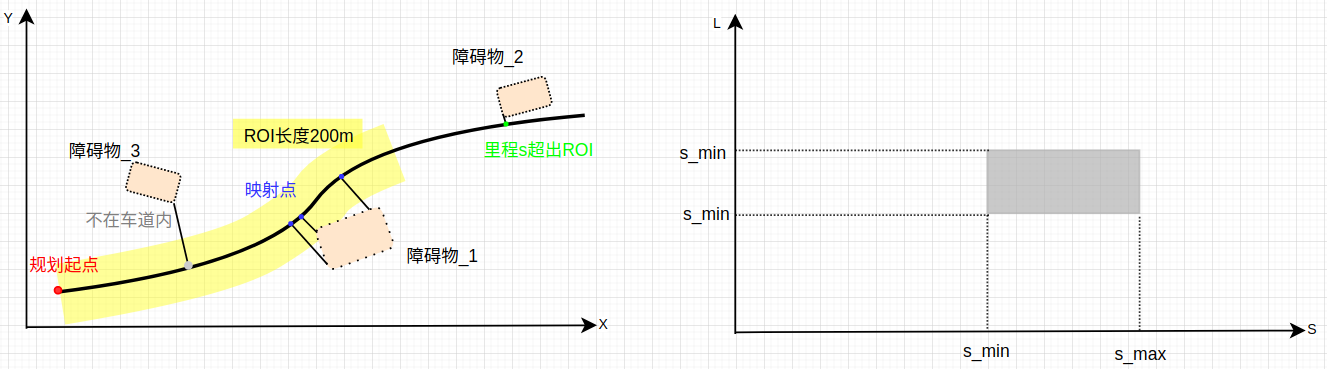 Y
障碍物_2
ROI长度200m
障碍物_3
里程s超出ROI
映射点
不在车道内
障碍物_1
规划起点
X
L
s_min
s_min
S
s_min
s_max